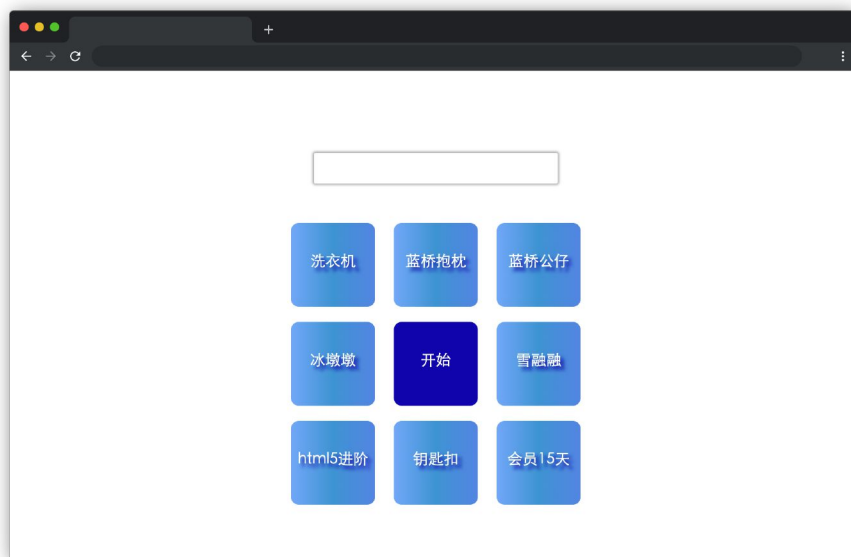 洗衣机
蓝桥抱枕
蓝桥公仔
冰墩墩
开始
雪融融
html5进阶
钥匙扣
会员15天